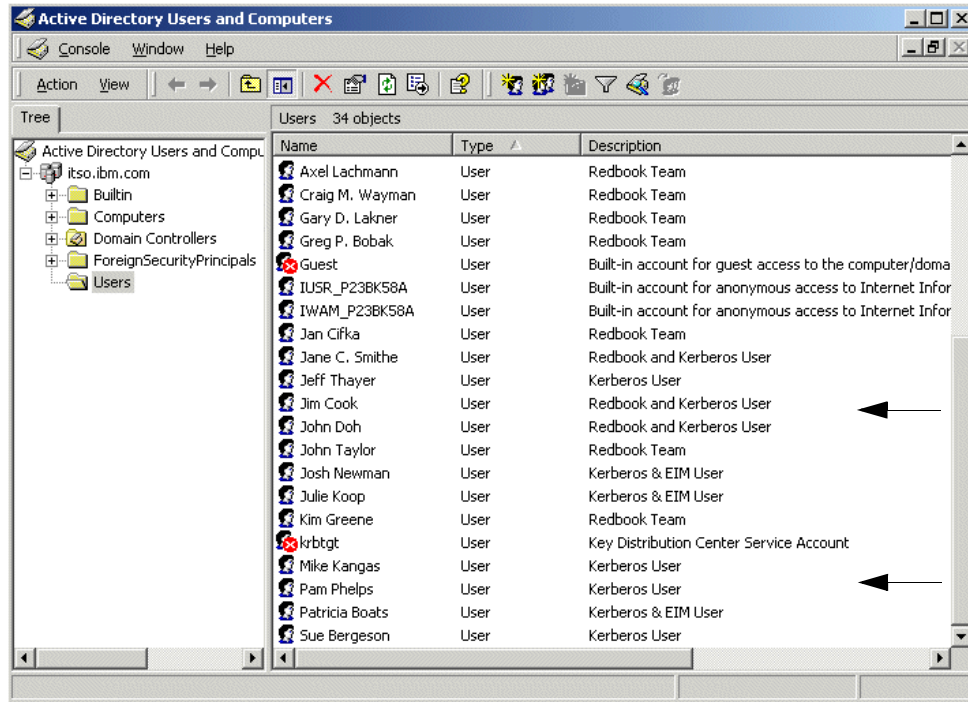 Active Directory Users and Computers
Console Window Help
Action View
Tree
Users 34 objects
Active Directory Users and Compu
itso.ibm.com
Builtin
Computers
Domain Controllers
ForeignSecurityPrincipals
Users
Name Type Description
Axel Lachmann User Redbook Team
Craig M. Wayman User Redbook Team
Gary D. Lakner User Redbook Team
Greg P. Bobak User Redbook Team
Guest User Built-in account for guest access to the computer/doma
IUSR_P23BK58A User Built-in account for anonymous access to Internet Infor
IWAM_P23BK58A User Built-in account for anonymous access to Internet Infor
Jan Cifka User Redbook Team
Jane C. Smithe User Redbook and Kerberos User
Jeff Thayer User Kerberos User
Jim Cook User Redbook and Kerberos User
John Doh User Redbook and Kerberos User
John Taylor User Redbook Team
Josh Newman User Kerberos & EIM User
Julie Koop User Kerberos & EIM User
Kim Greene User Redbook Team
krbtgt User Key Distribution Center Service Account
Mike Kangas User Kerberos User
Pam Phelps User Kerberos User
Patricia Boats User Kerberos & EIM User
Sue Bergeson User Kerberos User